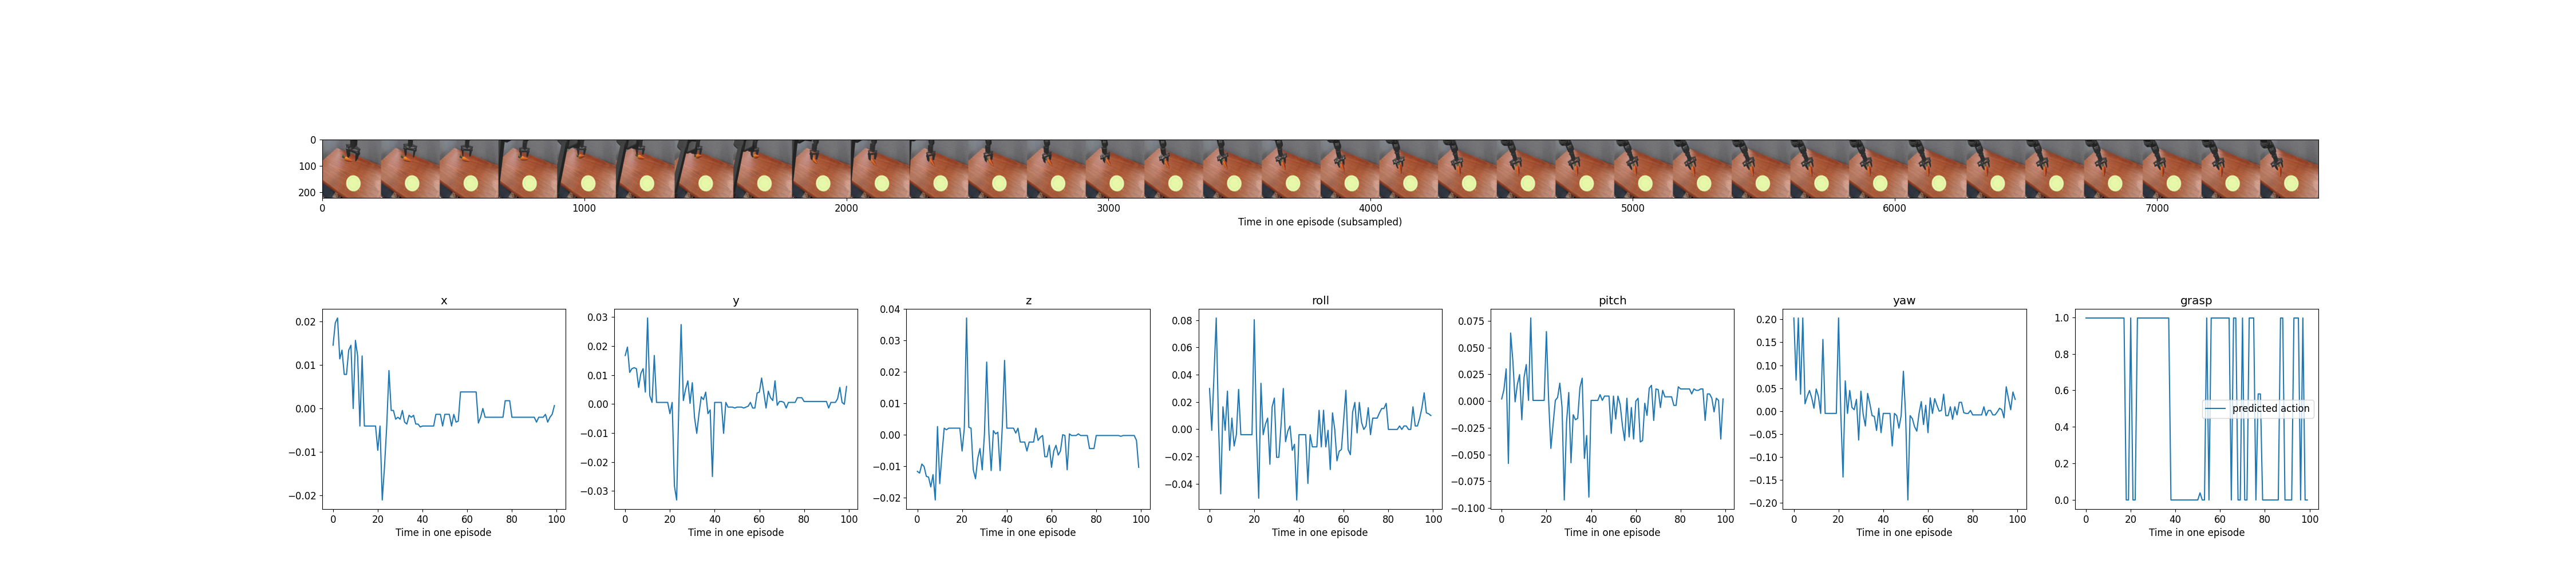 0
100
200
0 1000 2000 3000 4000 5000 6000 7000
Time in one episode (subsampled)
x
0.02
0.01
0.00
−0.01
−0.02
0 20 40 60 80 100
Time in one episode
y
0.03
0.02
0.01
0.00
−0.01
−0.02
−0.03
0 20 40 60 80 100
Time in one episode
z
0.04
0.03
0.02
0.01
0.00
−0.01
−0.02
0 20 40 60 80 100
Time in one episode
roll
0.08
0.06
0.04
0.02
0.00
−0.02
−0.04
0 20 40 60 80 100
Time in one episode
pitch
0.075
0.050
0.025
0.000
−0.025
−0.050
−0.075
−0.100
0 20 40 60 80 100
Time in one episode
yaw
0.20
0.15
0.10
0.05
0.00
−0.05
−0.10
−0.15
−0.20
0 20 40 60 80 100
Time in one episode
grasp
1.0
0.8
0.6
0.4
0.2
0.0
predicted action
0 20 40 60 80 100
Time in one episode